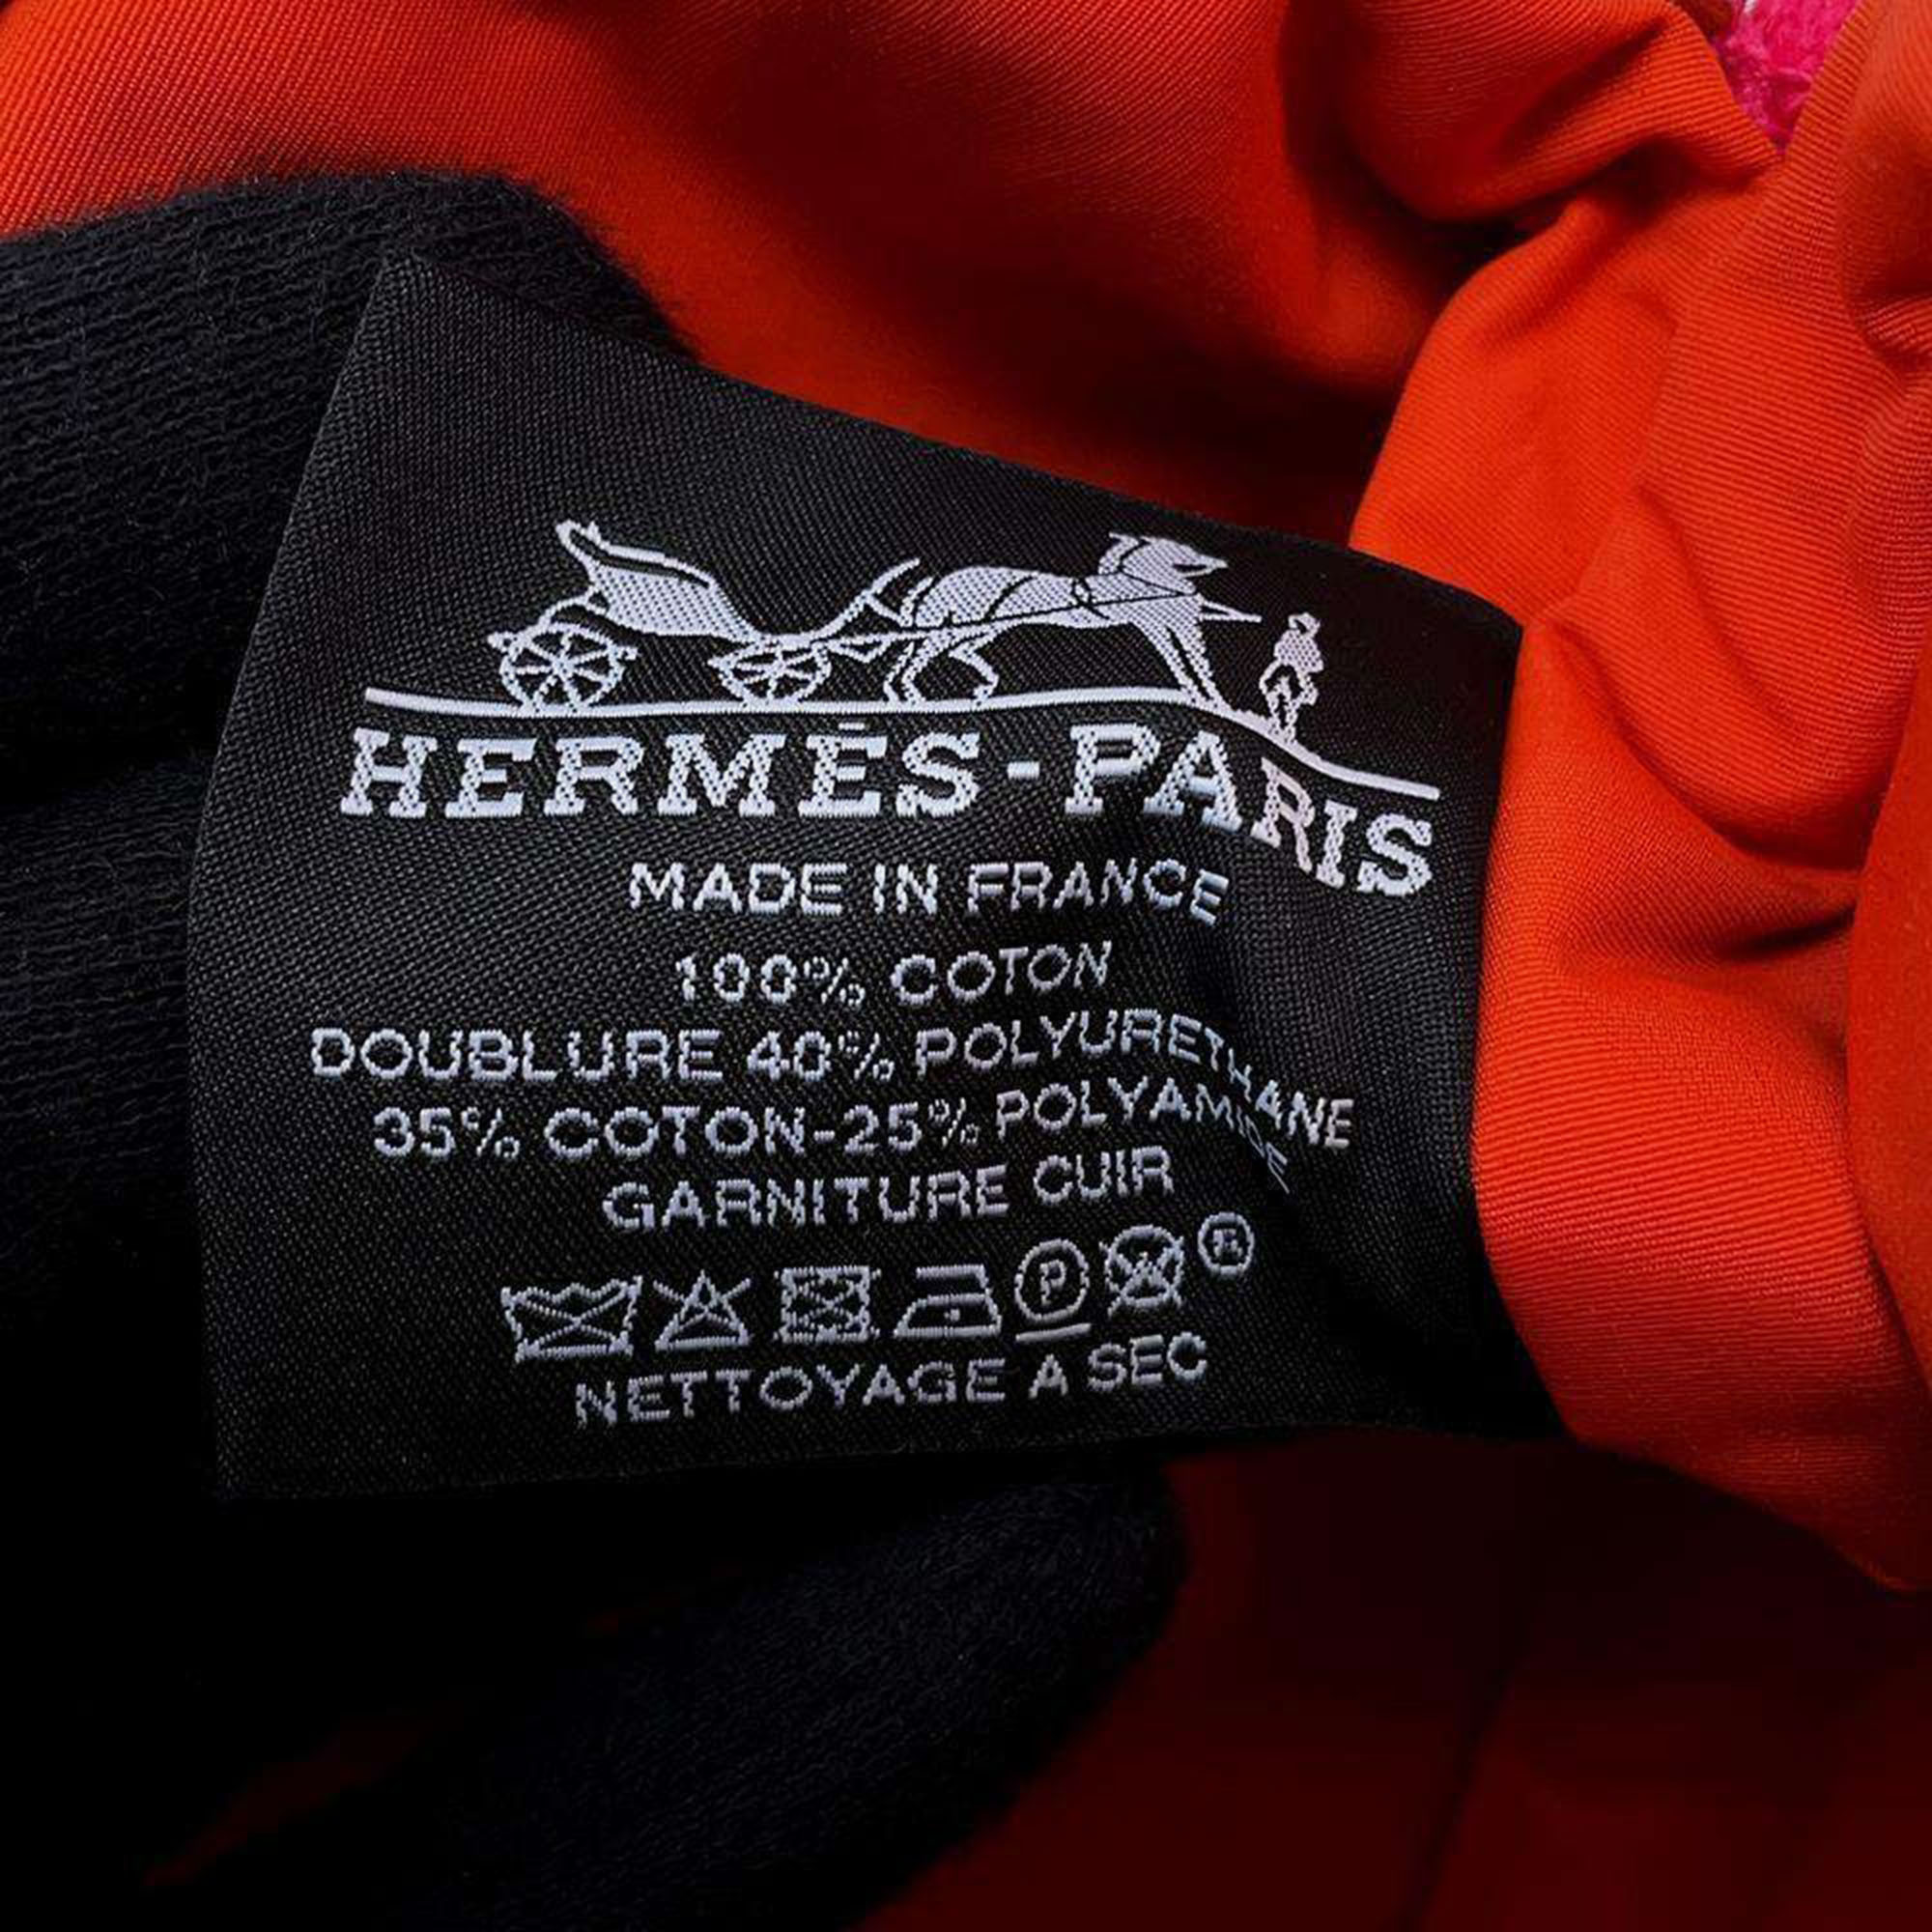 HERMÈS-PARIS
MADE IN FRANCE
100% COTON
DOUBLURE 40% POLYURETHANE
35% COTON-25% POLYAMIDE
GARNITURE CUIR
P W ®
NETTOYAGE A SEC